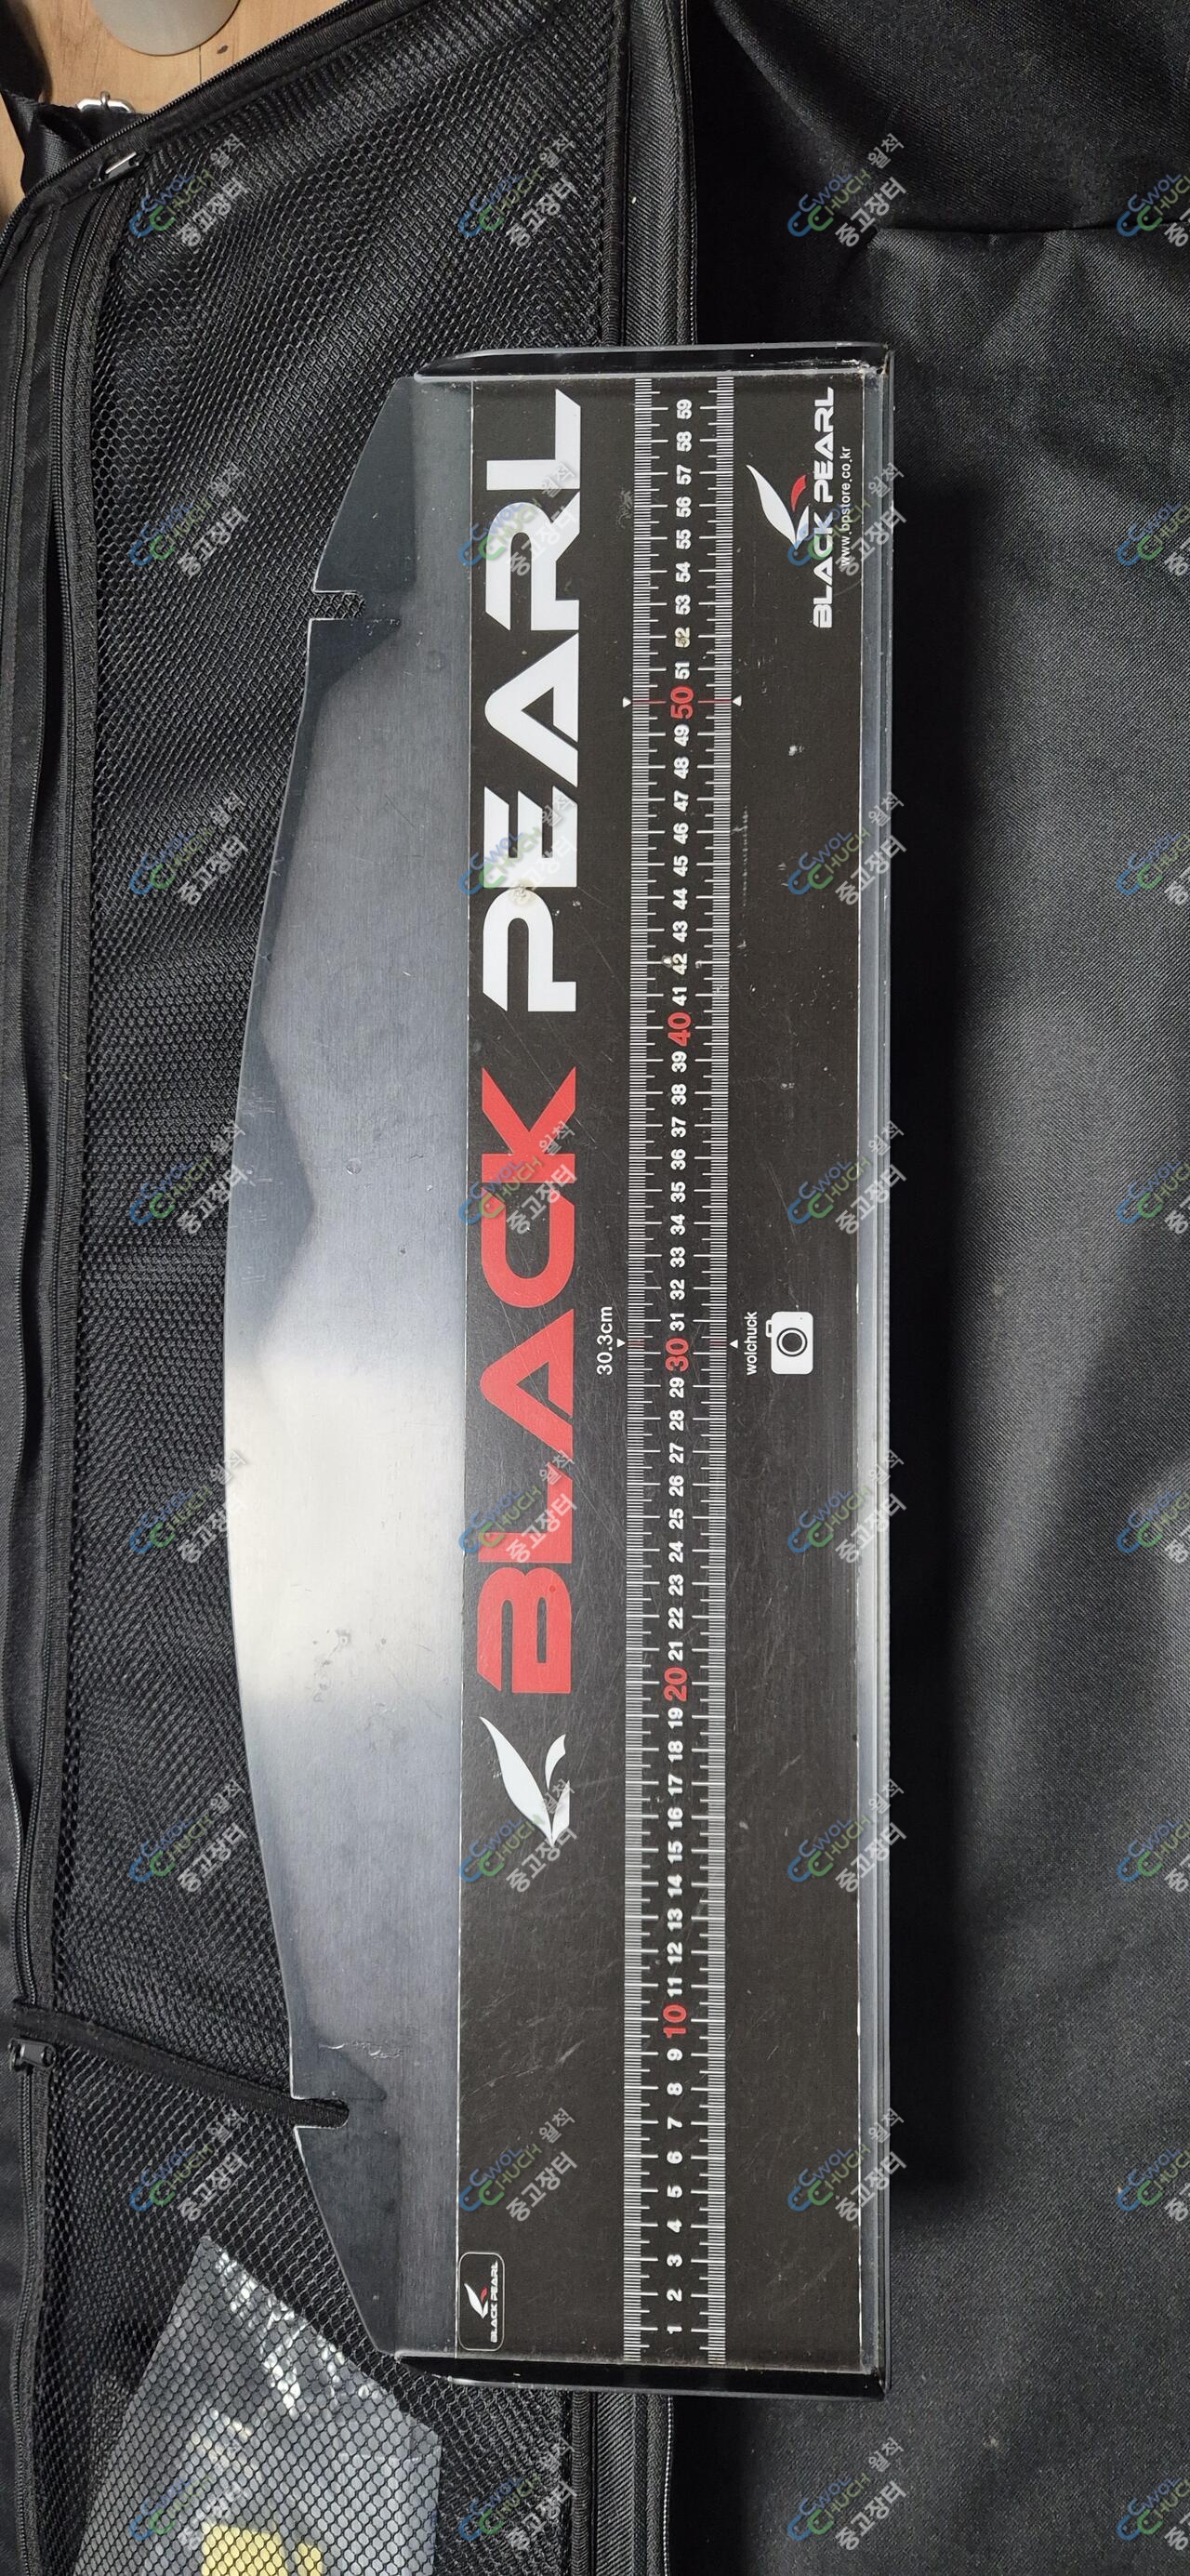 BLACK PEARL
30.3cm
1 2 3 4 5 6 7 8 9 10 11 12 13 14 15 16 17 18 19 20 21 22 23 24 25 26 27 28 29 30 31 32 33 34 35 36 37 38 39 40 41 42 43 44 45 46 47 48 49 50 51 52 53 54 55 56 57 58 59
wolchuck
BLACK PEARL
www.bpstore.co.kr
BLACK PEARL
WOLCHUCK 월척
중고장터